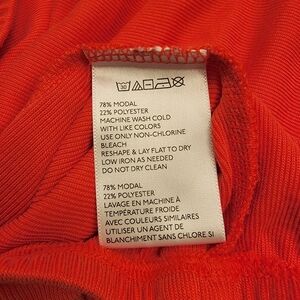 30
78% MODAL
22% POLYESTER
MACHINE WASH COLD
WITH LIKE COLORS
USE ONLY NON-CHLORINE
BLEACH
RESHAPE & LAY FLAT TO DRY
LOW IRON AS NEEDED
DO NOT DRY CLEAN
78% MODAL
22% POLYESTER
LAVAGE EN MACHINE À
TEMPÉRATURE FROIDE
AVEC COULEURS SIMILAIRES
UTILISER UN AGENT DE
BLANCHIMENT SANS CHLORE SI